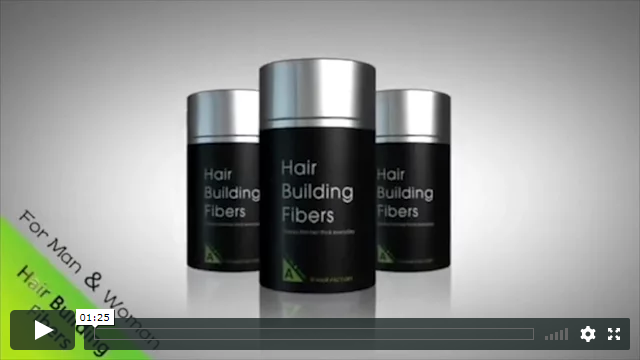 Hair
Building
Fibers
Hair
Building
Fibers
Hair
Building
Fibers
A
For Man & Woman
Hair Building
Fibers
01:25